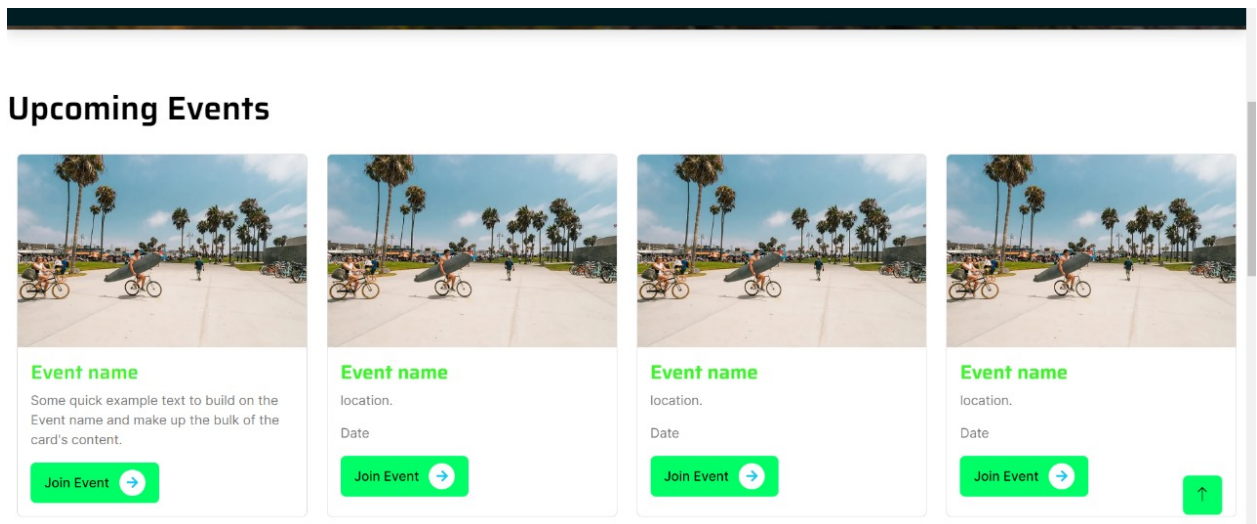 Upcoming Events
Event name
Some quick example text to build on the
Event name and make up the bulk of the
card's content.
Join Event
Event name
location.
Date
Join Event
Event name
location.
Date
Join Event
Event name
location.
Date
Join Event